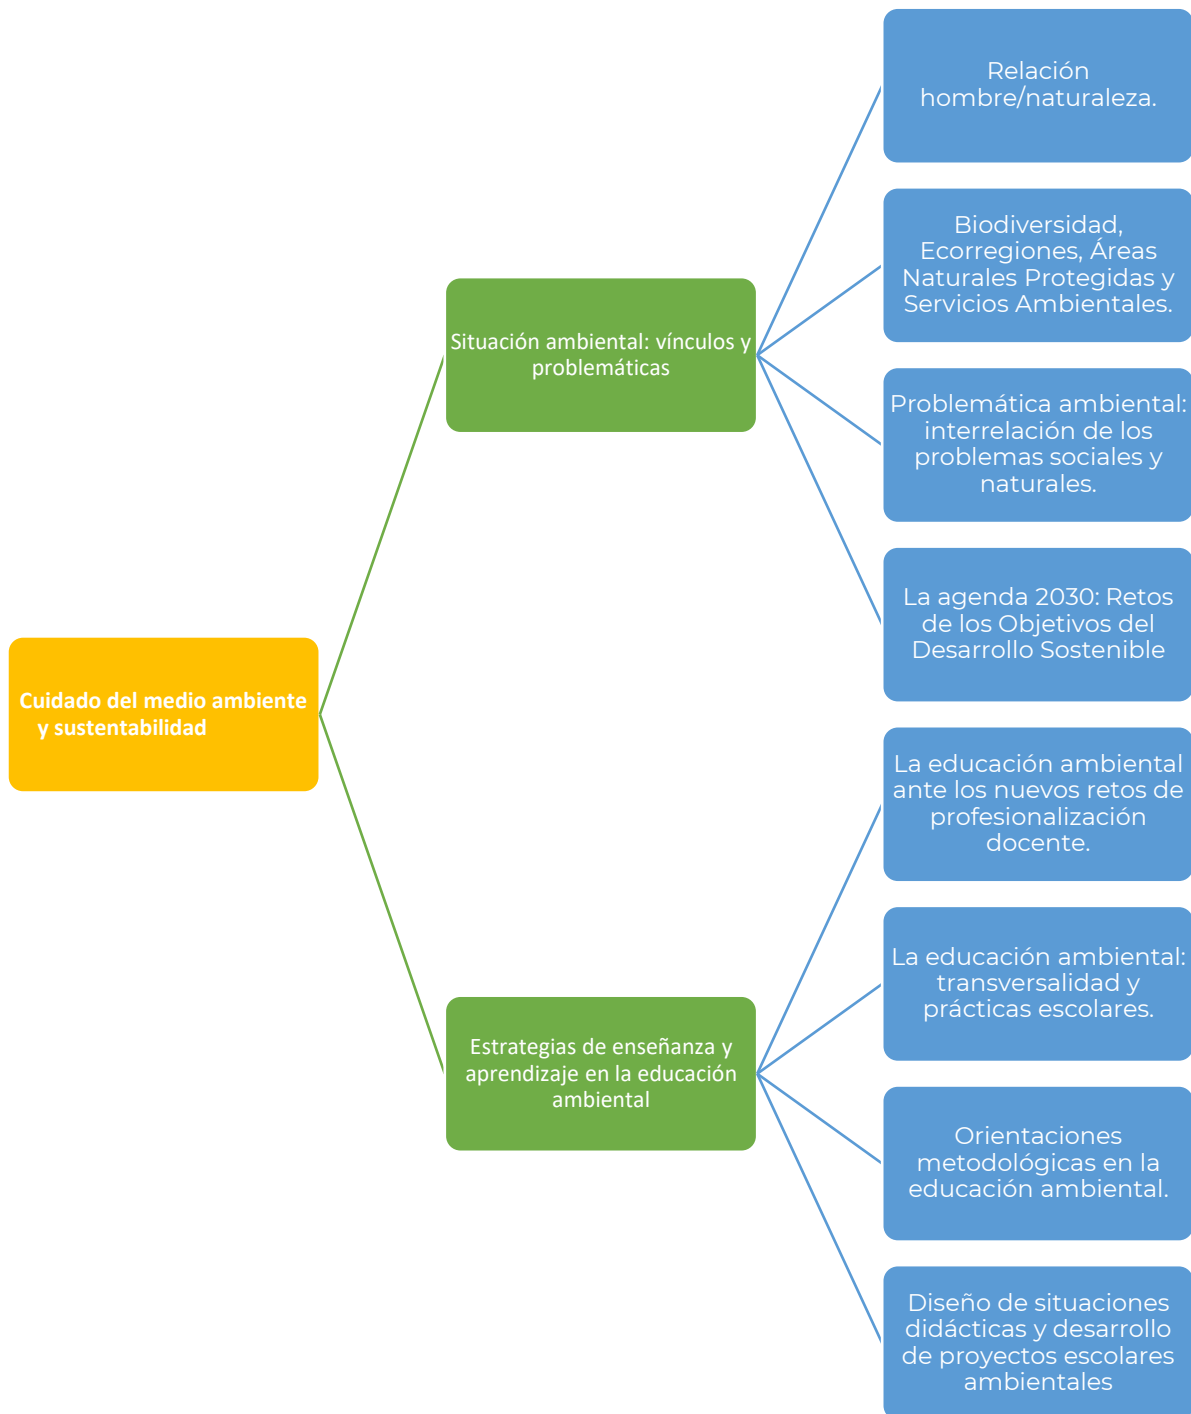 Relación
hombre/naturaleza.
Biodiversidad,
Ecorregiones, Áreas
Naturales Protegidas y
Servicios Ambientales.
Situación ambiental: vínculos y
problemáticas
Problemática ambiental:
interrelación de los
problemas sociales y
naturales.
La agenda 2030: Retos
de los Objetivos del
Desarrollo Sostenible
Cuidado del medio ambiente
y sustentabilidad
La educación ambiental
ante los nuevos retos de
profesionalización
docente.
La educación ambiental:
transversalidad y
prácticas escolares.
Estrategias de enseñanza y
aprendizaje en la educación
ambiental
Orientaciones
metodológicas en la
educación ambiental.
Diseño de situaciones
didácticas y desarrollo
de proyectos escolares
ambientales